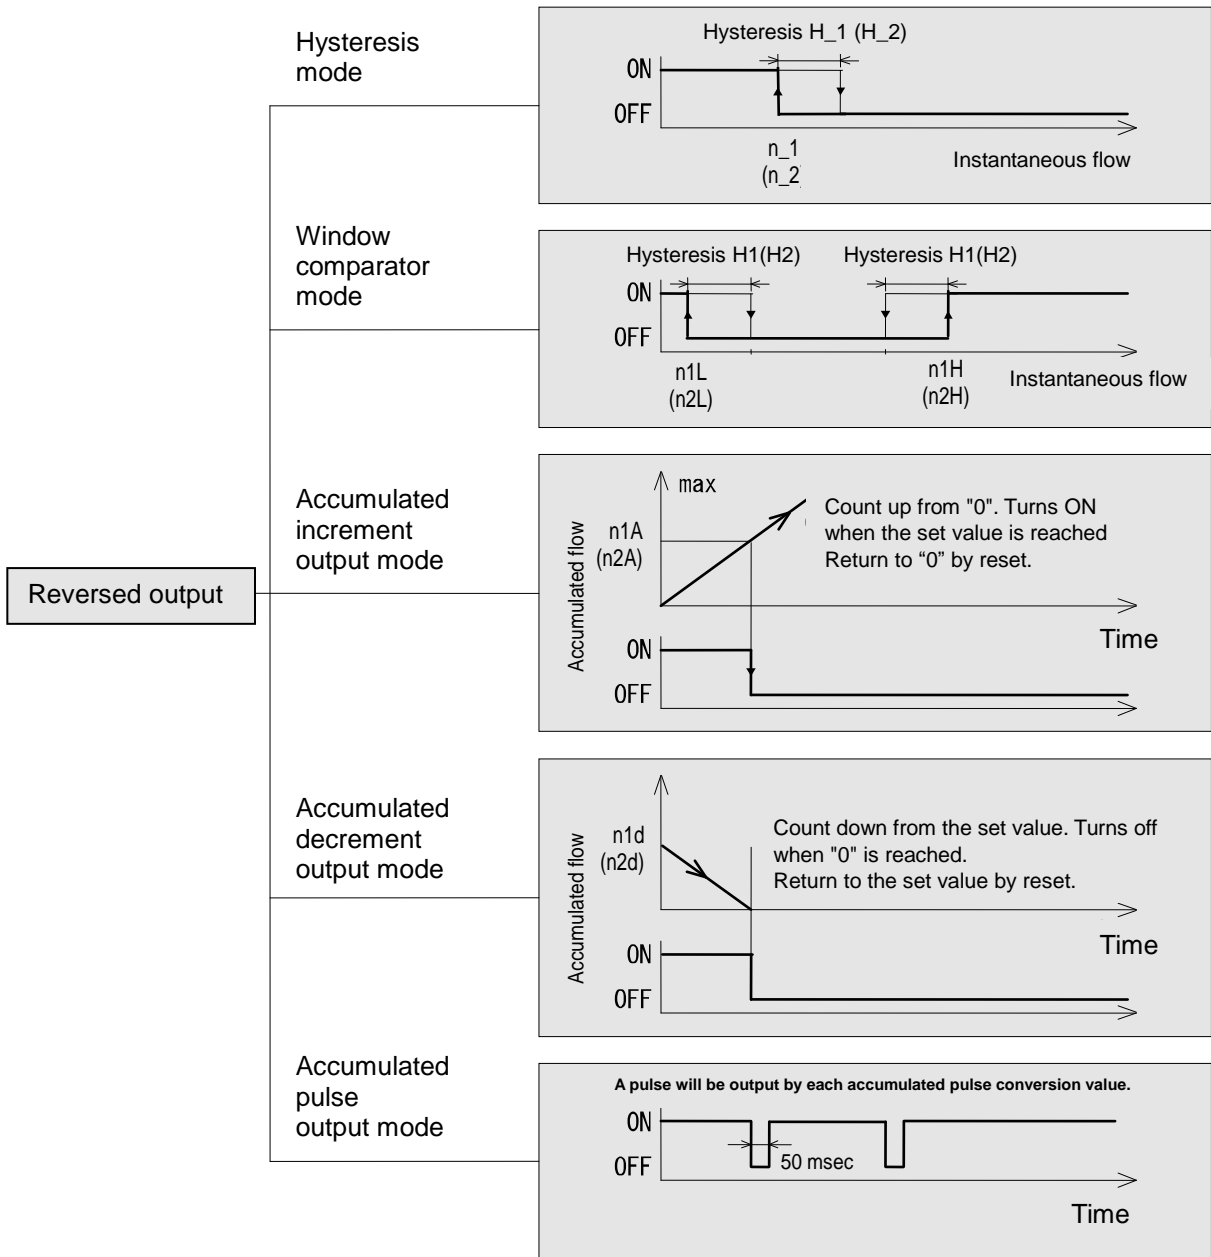 Reversed output
Hysteresis
mode
Hysteresis H_1 (H_2)
ON
OFF
n_1
(n_2)
Instantaneous flow
Window
comparator
mode
Hysteresis H1(H2)
Hysteresis H1(H2)
ON
OFF
n1L
(n2L)
n1H
(n2H)
Instantaneous flow
Accumulated
increment
output mode
Accumulated flow
max
n1A
(n2A)
Count up from "0". Turns ON
when the set value is reached
Return to “0” by reset.
Time
ON
OFF
Accumulated
decrement
output mode
Accumulated flow
n1d
(n2d)
Count down from the set value. Turns off
when "0" is reached.
Return to the set value by reset.
Time
ON
OFF
Accumulated
pulse
output mode
A pulse will be output by each accumulated pulse conversion value.
ON
OFF
50 msec
Time